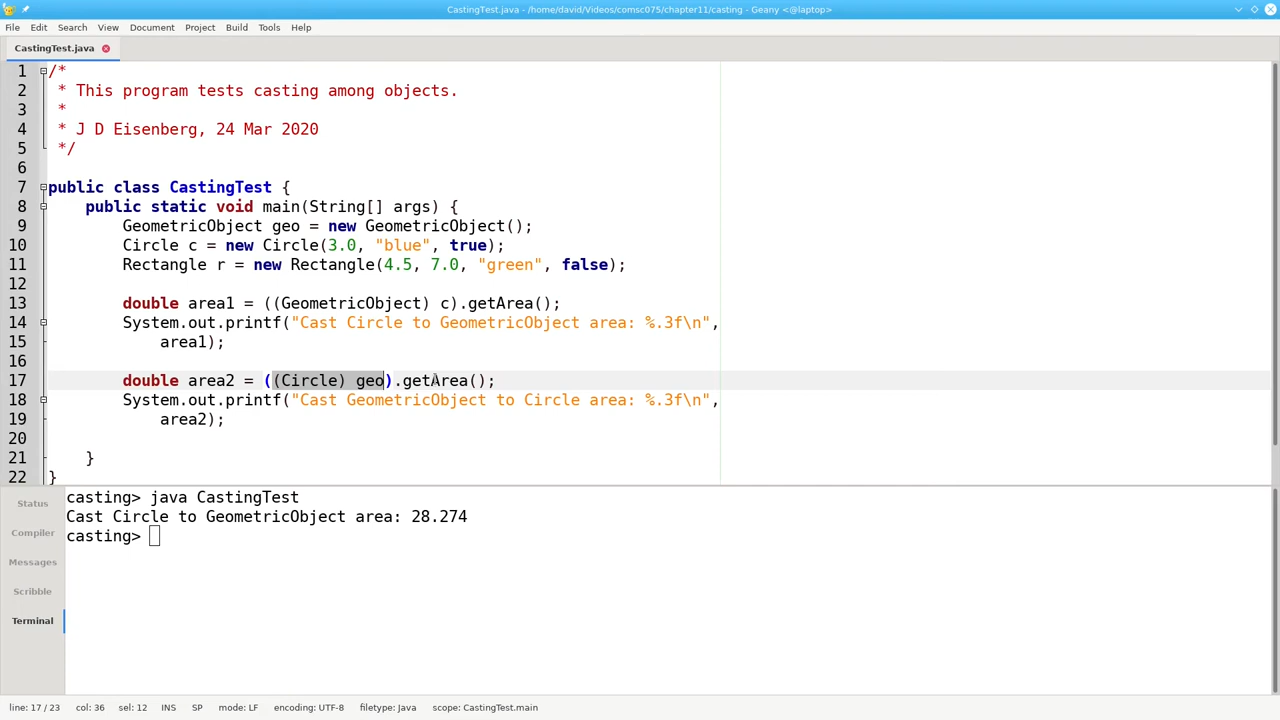 CastingTest.java - /home/david/Videos/comsc075/chapter11/casting - Geany <@laptop>
File Edit Search View Document Project Build Tools Help
CastingTest.java
1 /*
2 * This program tests casting among objects.
3 *
4 * J D Eisenberg, 24 Mar 2020
5 */
6
7 public class CastingTest {
8 public static void main(String[] args) {
9 GeometricObject geo = new GeometricObject();
10 Circle c = new Circle(3.0, "blue", true);
11 Rectangle r = new Rectangle(4.5, 7.0, "green", false);
12
13 double area1 = ((GeometricObject) c).getArea();
14 System.out.printf("Cast Circle to GeometricObject area: %.3f\n",
15 area1);
16
17 double area2 = ((Circle) geo).getArea();
18 System.out.printf("Cast GeometricObject to Circle area: %.3f\n",
19 area2);
20
21 }
22 }
Status
Compiler
Messages
Scribble
Terminal
casting> java CastingTest
Cast Circle to GeometricObject area: 28.274
casting>
line: 17 / 23 col: 36 sel: 12 INS SP mode: LF encoding: UTF-8 filetype: Java scope: CastingTest.main